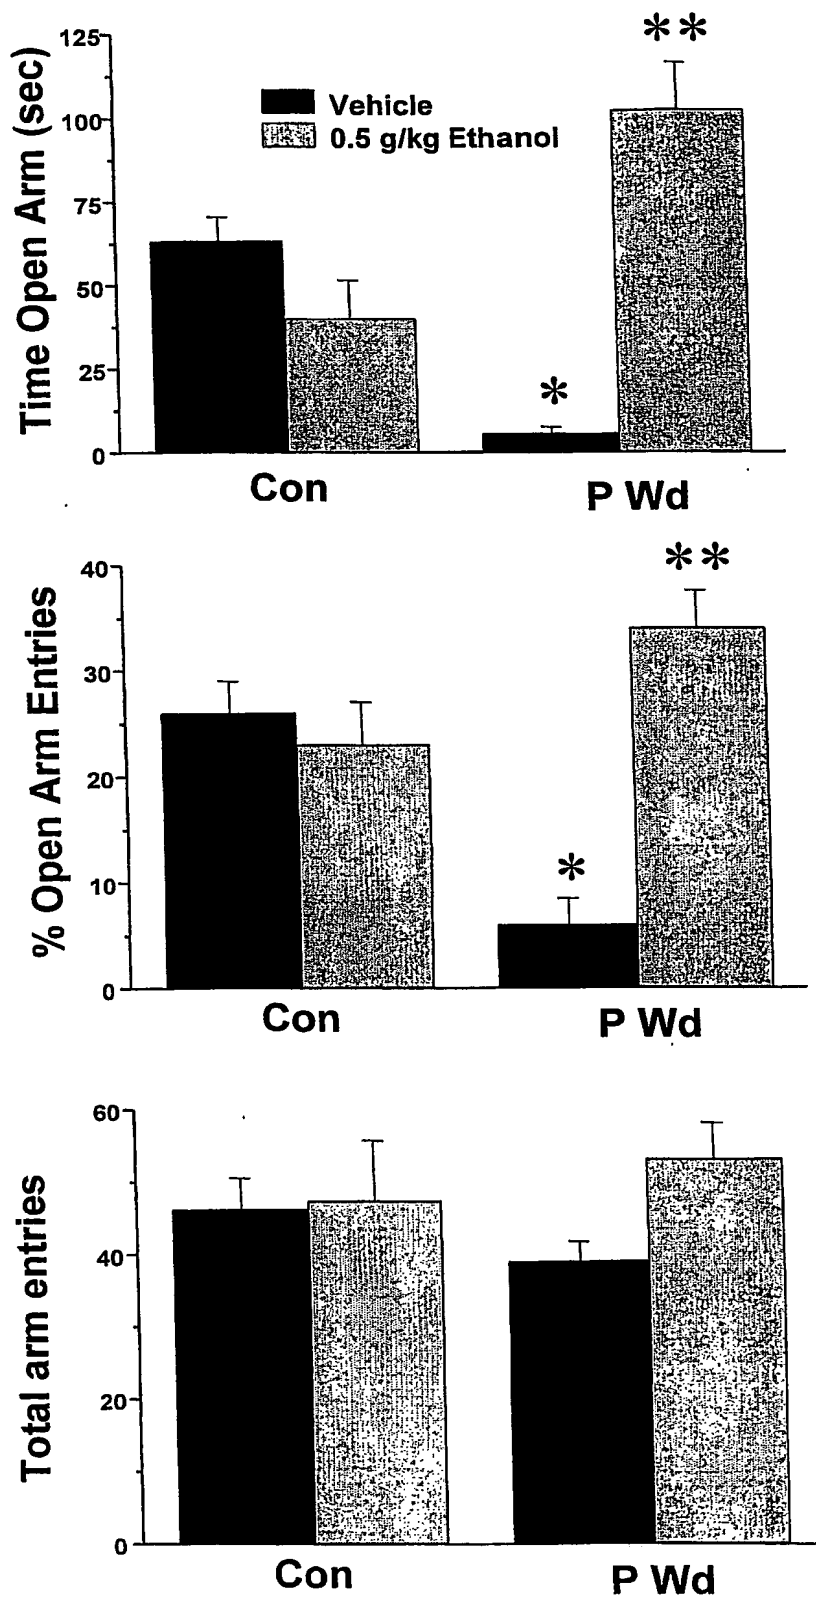 Time Open Arm (sec)
125
100
75
50
25
0
Vehicle
0.5 g/kg Ethanol
**
*
Con
P Wd
% Open Arm Entries
40
30
20
10
0
**
*
Con
P Wd
Total arm entries
60
40
20
0
Con
P Wd